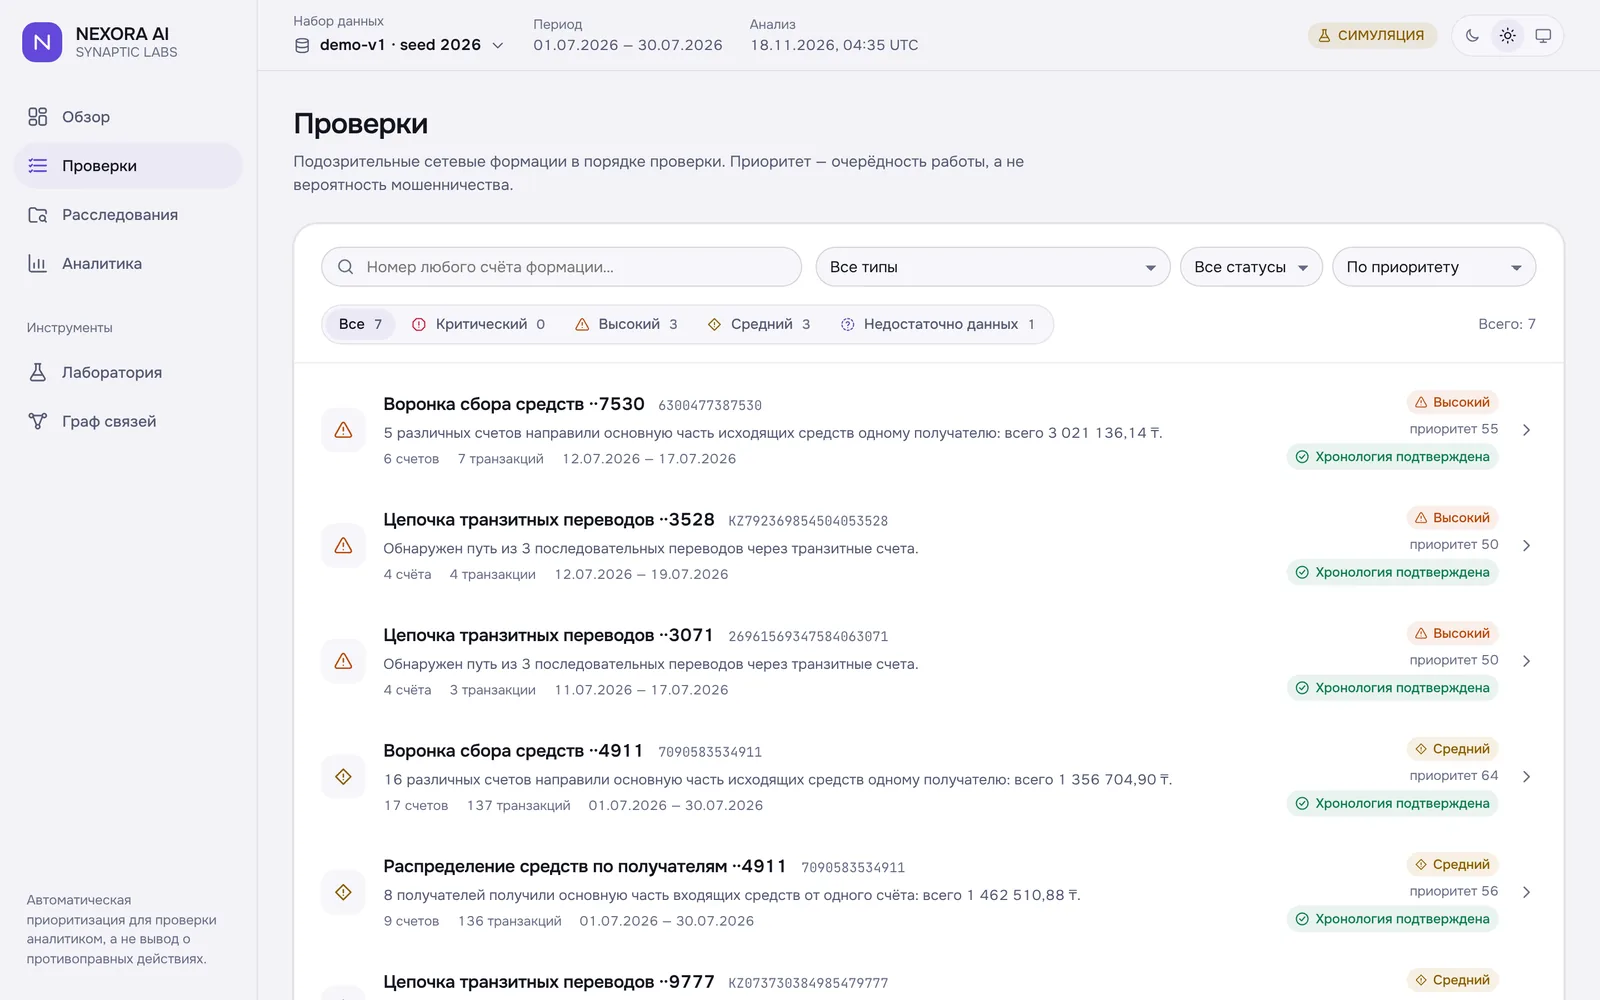 NEXORA AI
SYNAPTIC LABS
Обзор
Проверки
Расследования
Аналитика
Инструменты
Лаборатория
Граф связей
Автоматическая
приоритизация для проверки
аналитиком, а не вывод о
противоправных действиях.
Набор данных
demo-v1 · seed 2026
Период
01.07.2026 — 30.07.2026
Анализ
18.11.2026, 04:35 UTC
СИМУЛЯЦИЯ
Проверки
Подозрительные сетевые формации в порядке проверки. Приоритет — очерёдность работы, а не
вероятность мошенничества.
Номер любого счёта формации...
Все типы
Все статусы
По приоритету
Все 7
Критический 0
Высокий 3
Средний 3
Недостаточно данных 1
Всего: 7
Воронка сбора средств ··7530 6300477387530
5 различных счетов направили основную часть исходящих средств одному получателю: всего 3 021 136,14 ₸.
6 счетов 7 транзакций 12.07.2026 — 17.07.2026
Высокий
приоритет 55
Хронология подтверждена
Цепочка транзитных переводов ··3528 KZ792369854504053528
Обнаружен путь из 3 последовательных переводов через транзитные счета.
4 счёта 4 транзакции 12.07.2026 — 19.07.2026
Высокий
приоритет 50
Хронология подтверждена
Цепочка транзитных переводов ··3071 26961569347584063071
Обнаружен путь из 3 последовательных переводов через транзитные счета.
4 счёта 3 транзакции 11.07.2026 — 17.07.2026
Высокий
приоритет 50
Хронология подтверждена
Воронка сбора средств ··4911 7090583534911
16 различных счетов направили основную часть исходящих средств одному получателю: всего 1 356 704,90 ₸.
17 счетов 137 транзакций 01.07.2026 — 30.07.2026
Средний
приоритет 64
Хронология подтверждена
Распределение средств по получателям ··4911 7090583534911
8 получателей получили основную часть входящих средств от одного счёта: всего 1 462 510,88 ₸.
9 счетов 136 транзакций 01.07.2026 — 30.07.2026
Средний
приоритет 56
Хронология подтверждена
Цепочка транзитных переводов ··9777 KZ073730384985479777
Средний